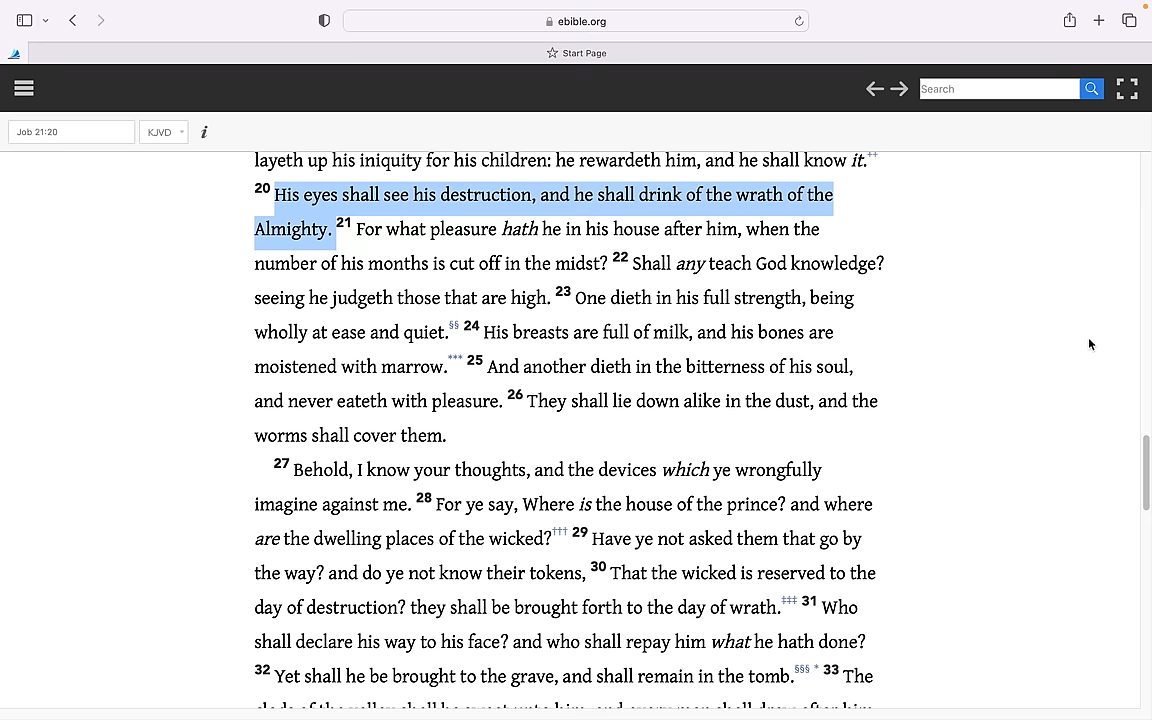 ebible.org
Start Page
Search
Job 21:20
KJVD
i
layeth up his iniquity for his children: he rewardeth him, and he shall know it.‡‡
20 His eyes shall see his destruction, and he shall drink of the wrath of the
Almighty. 21 For what pleasure hath he in his house after him, when the
number of his months is cut off in the midst? 22 Shall any teach God knowledge?
seeing he judgeth those that are high. 23 One dieth in his full strength, being
wholly at ease and quiet.§§ 24 His breasts are full of milk, and his bones are
moistened with marrow.*** 25 And another dieth in the bitterness of his soul,
and never eateth with pleasure. 26 They shall lie down alike in the dust, and the
worms shall cover them.
27 Behold, I know your thoughts, and the devices which ye wrongfully
imagine against me. 28 For ye say, Where is the house of the prince? and where
are the dwelling places of the wicked?††† 29 Have ye not asked them that go by
the way? and do ye not know their tokens, 30 That the wicked is reserved to the
day of destruction? they shall be brought forth to the day of wrath.‡‡‡ 31 Who
shall declare his way to his face? and who shall repay him what he hath done?
32 Yet shall he be brought to the grave, and shall remain in the tomb.§§§ * 33 The